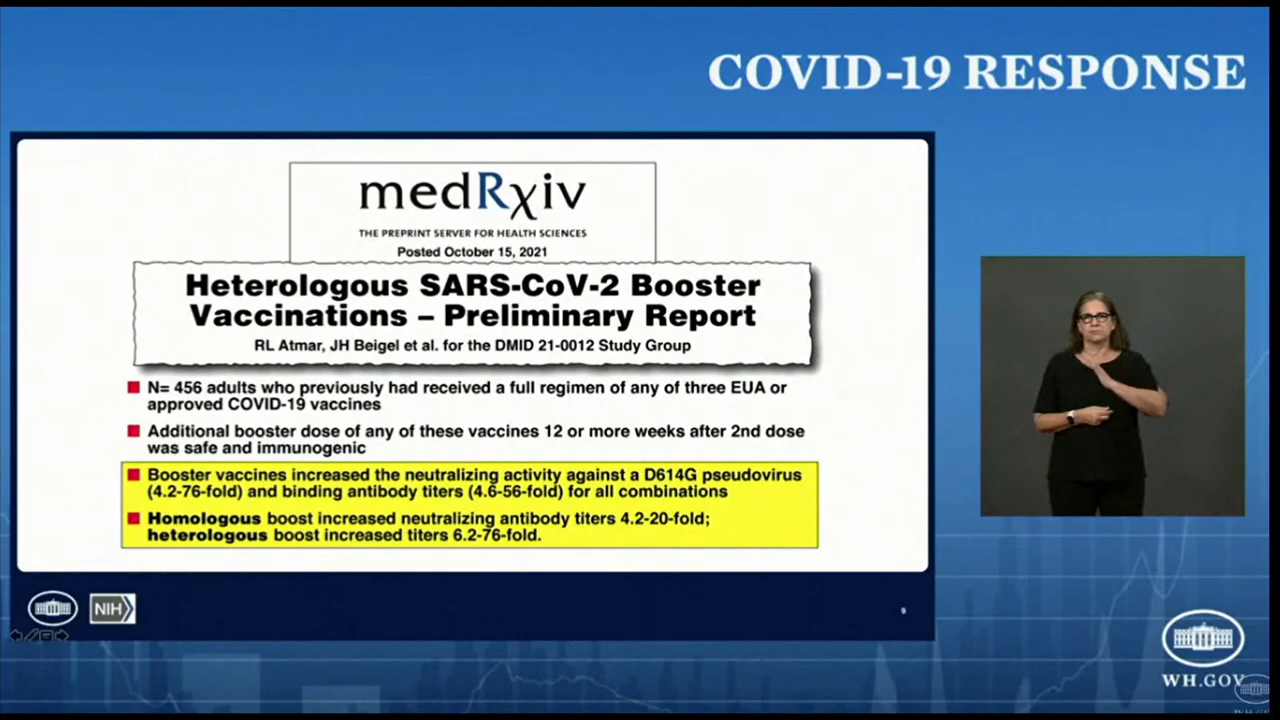 COVID-19 RESPONSE
medRχiv
THE PREPRINT SERVER FOR HEALTH SCIENCES
Posted October 15, 2021
Heterologous SARS-CoV-2 Booster
Vaccinations – Preliminary Report
RL Atmar, JH Beigel et al. for the DMID 21-0012 Study Group
N= 456 adults who previously had received a full regimen of any of three EUA or
approved COVID-19 vaccines
Additional booster dose of any of these vaccines 12 or more weeks after 2nd dose
was safe and immunogenic
Booster vaccines increased the neutralizing activity against a D614G pseudovirus
(4.2-76-fold) and binding antibody titers (4.6-56-fold) for all combinations
Homologous boost increased neutralizing antibody titers 4.2-20-fold;
heterologous boost increased titers 6.2-76-fold.
NIH
9
WH.GOV